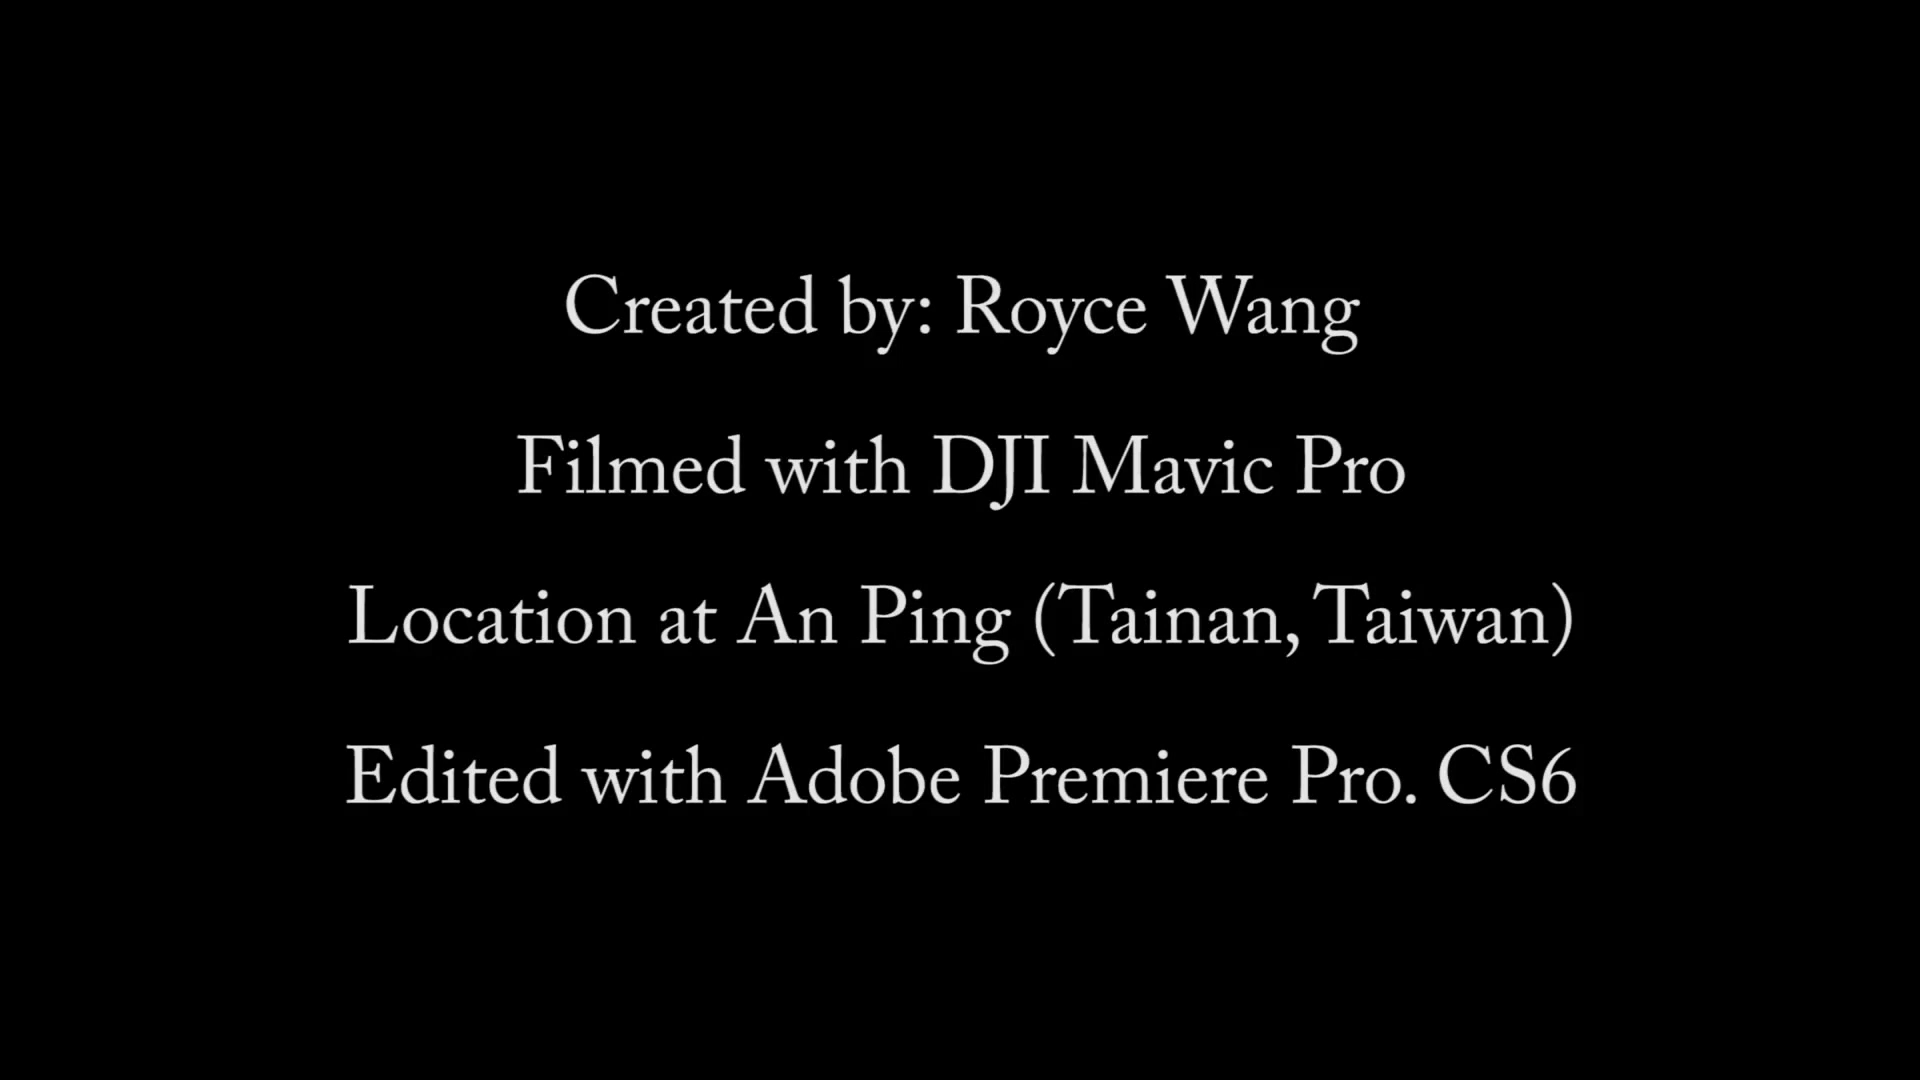 Created by: Royce Wang
Filmed with DJI Mavic Pro
Location at An Ping (Tainan, Taiwan)
Edited with Adobe Premiere Pro. CS6